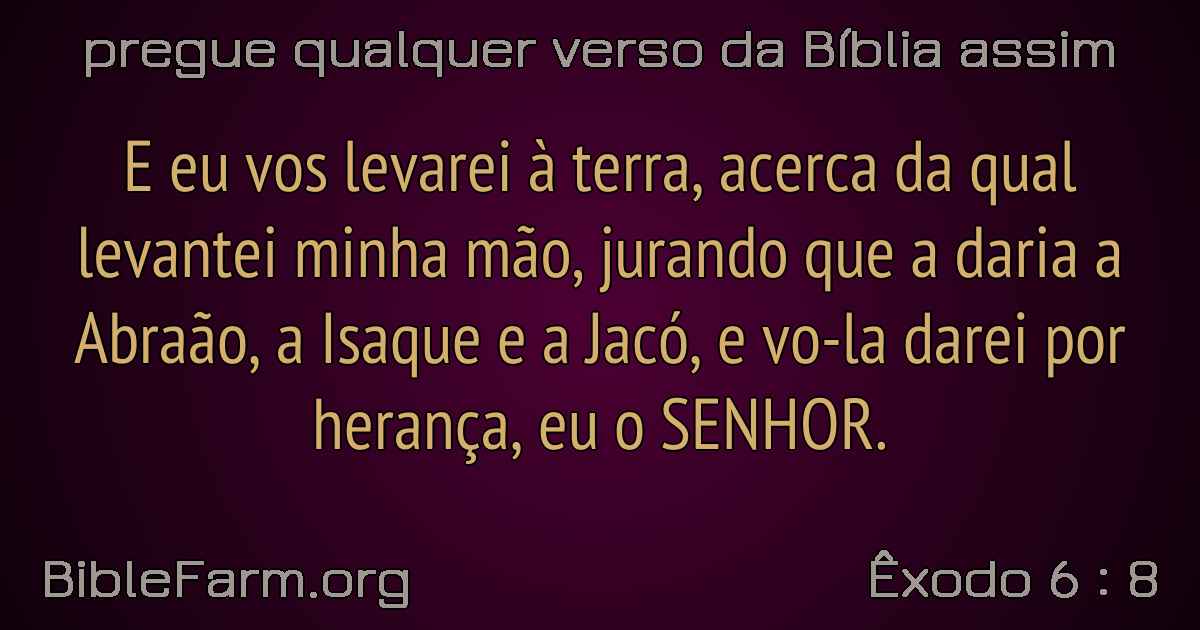 pregue qualquer verso da Bíblia assim
E eu vos levarei à terra, acerca da qual
levantei minha mão, jurando que a daria a
Abraão, a Isaque e a Jacó, e vo-la darei por
herança, eu o SENHOR.
BibleFarm.org
Êxodo 6 : 8